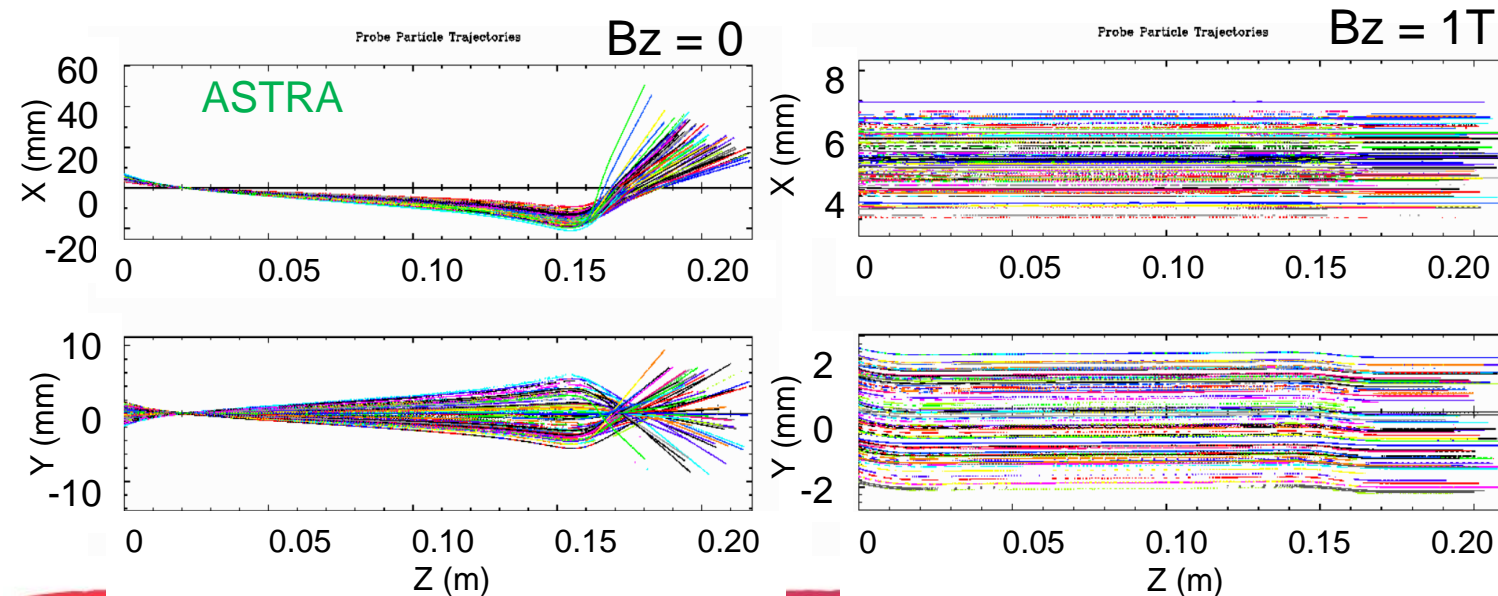 Probe Particle Trajectories
Bz = 0
ASTRA
X (mm)
60
40
20
0
-20
0 0.05 0.10 0.15 0.20
Y (mm)
10
0
-10
0 0.05 0.10 0.15 0.20
Z (m)
Probe Particle Trajectories
Bz = 1T
X (mm)
8
6
4
0 0.05 0.10 0.15 0.20
Y (mm)
2
0
-2
0 0.05 0.10 0.15 0.20
Z (m)